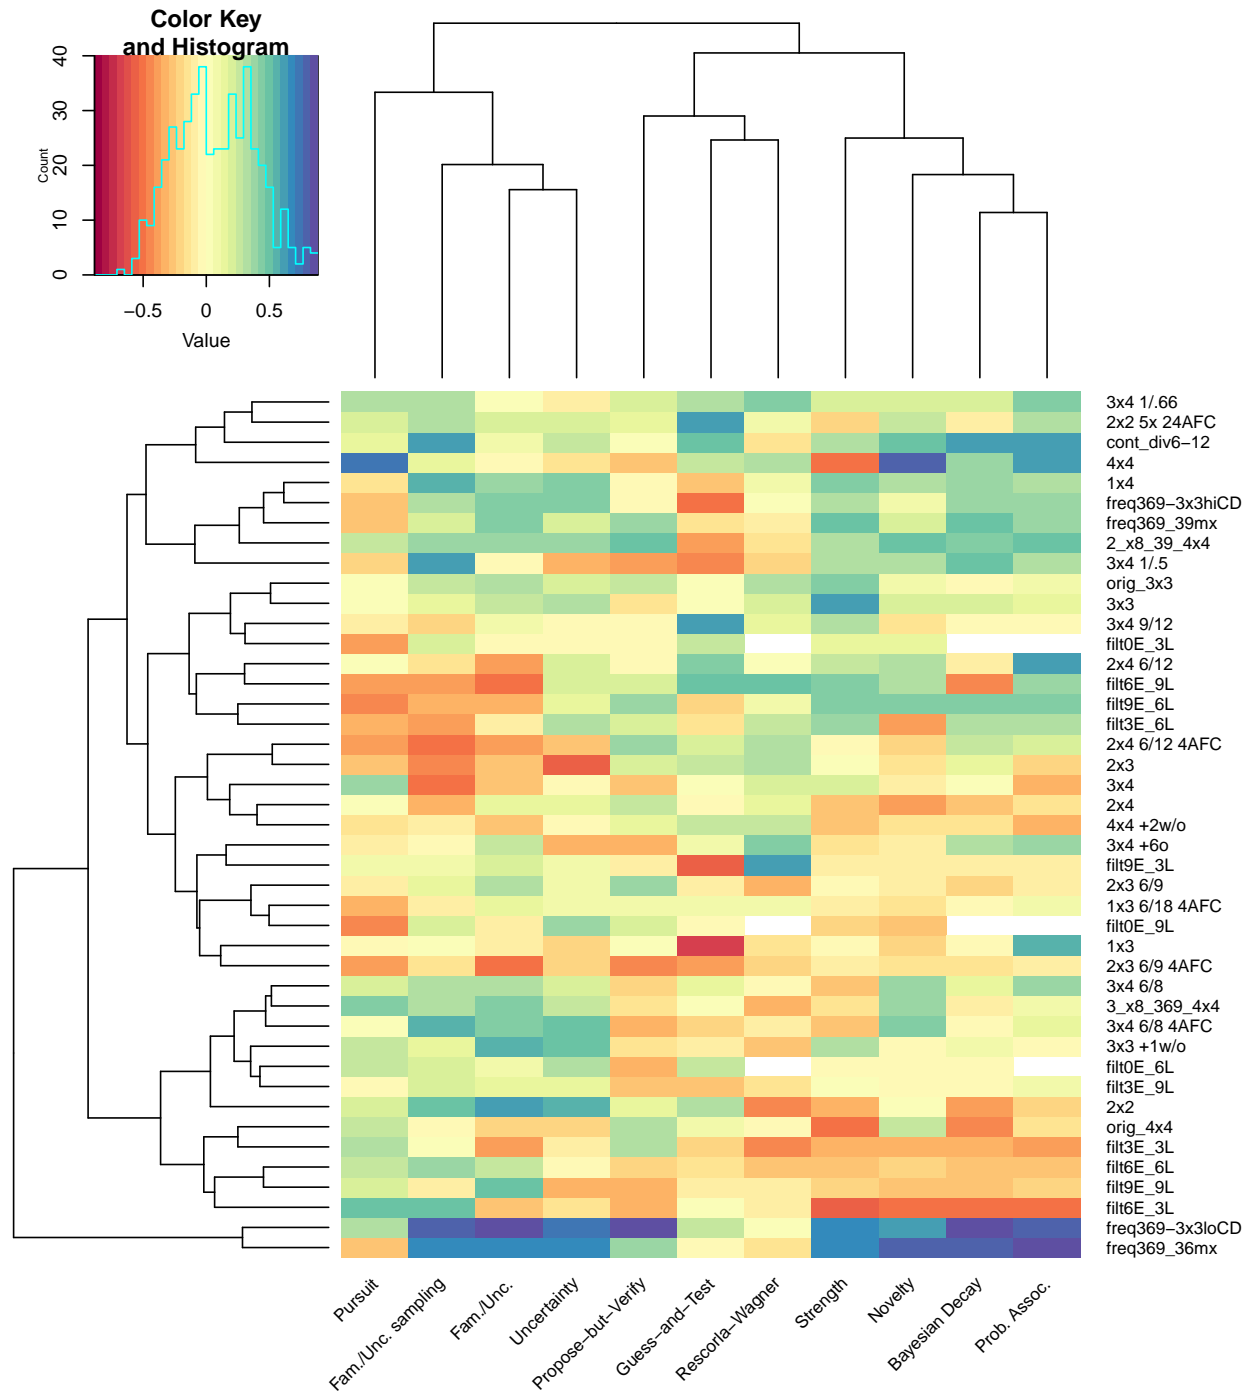 Color Key
and Histogram
Count
0
10
20
30
40
−0.5
0
0.5
Value
3x4 1/.66
2x2 5x 24AFC
cont_div6−12
4x4
1x4
freq369−3x3hiCD
freq369_39mx
2_x8_39_4x4
3x4 1/.5
orig_3x3
3x3
3x4 9/12
filt0E_3L
2x4 6/12
filt6E_9L
filt9E_6L
filt3E_6L
2x4 6/12 4AFC
2x3
3x4
2x4
4x4 +2w/o
3x4 +6o
filt9E_3L
2x3 6/9
1x3 6/18 4AFC
filt0E_9L
1x3
2x3 6/9 4AFC
3x4 6/8
3_x8_369_4x4
3x4 6/8 4AFC
3x3 +1w/o
filt0E_6L
filt3E_9L
2x2
orig_4x4
filt3E_3L
filt6E_6L
filt9E_9L
filt6E_3L
freq369−3x3loCD
freq369_36mx
Pursuit
Fam./Unc. sampling
Fam./Unc.
Uncertainty
Propose−but−Verify
Guess−and−Test
Rescorla−Wagner
Strength
Novelty
Bayesian Decay
Prob. Assoc.